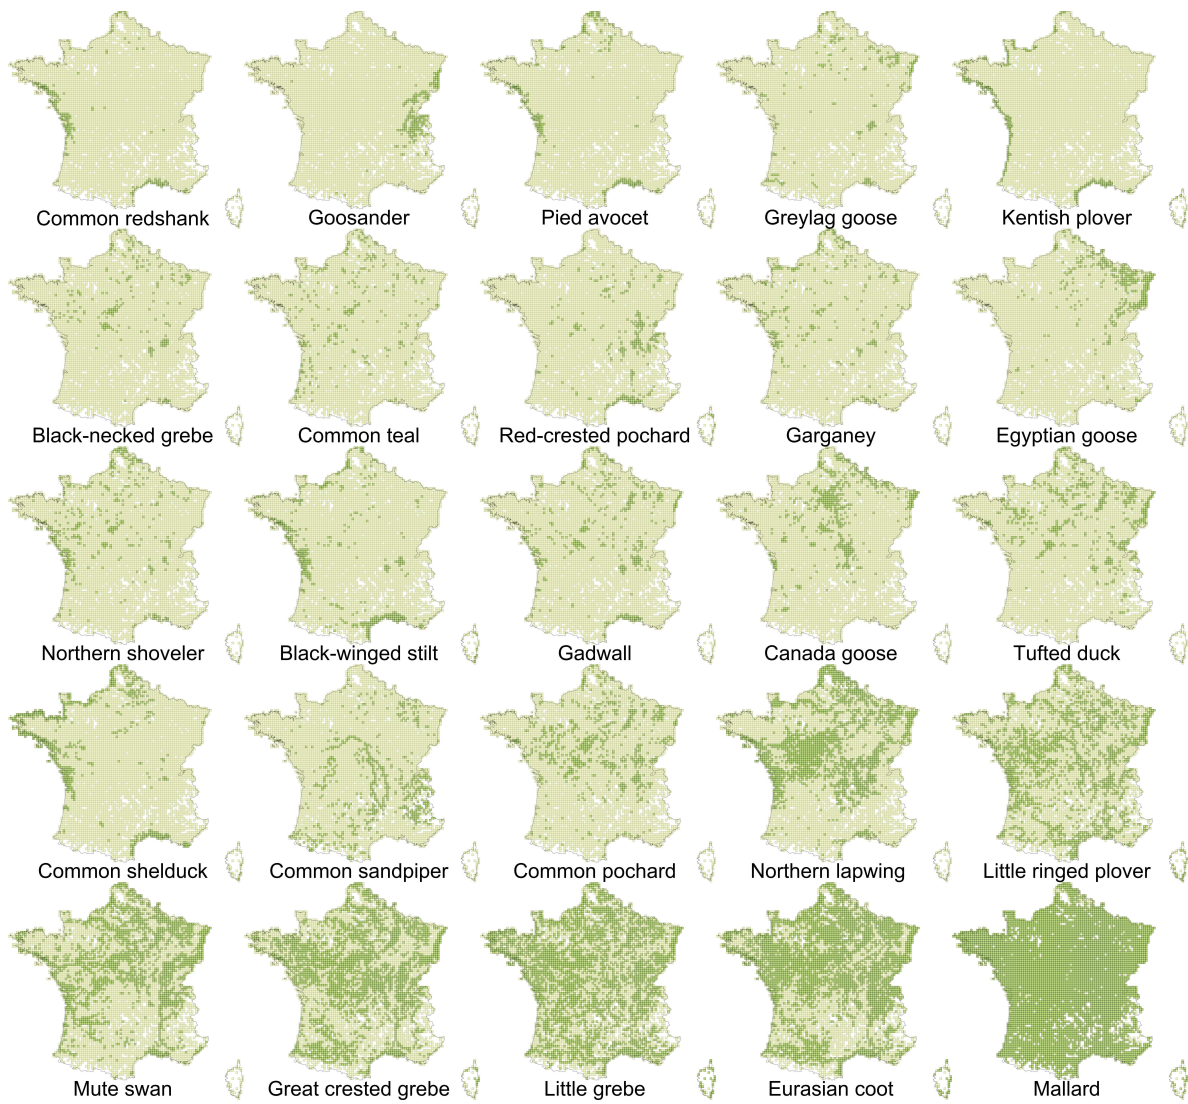 Common redshank
Goosander
Pied avocet
Greylag goose
Kentish plover
Black-necked grebe
Common teal
Red-crested pochard
Garganey
Egyptian goose
Northern shoveler
Black-winged stilt
Gadwall
Canada goose
Tufted duck
Common shelduck
Common sandpiper
Common pochard
Northern lapwing
Little ringed plover
Mute swan
Great crested grebe
Little grebe
Eurasian coot
Mallard